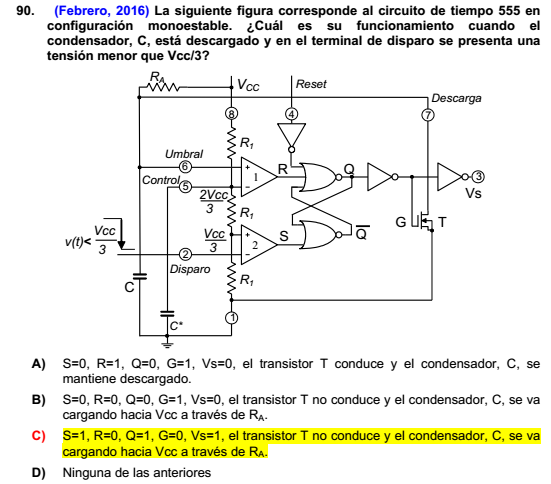 90. (Febrero, 2016) La siguiente figura corresponde al circuito de tiempo 555 en
configuración monoestable. ¿Cuál es su funcionamiento cuando el
condensador, C, está descargado y en el terminal de disparo se presenta una
tensión menor que Vcc/3?
RA
VCC
Reset
Descarga
8
4
7
R1
Umbral
6
+
1
-
R
Q
3
Vs
Control
5
2Vcc
3
R1
G
T
v(t)< Vcc
3
Vcc
3
+
2
-
S
Q
2
Disparo
R1
C
C*
1
A) S=0, R=1, Q=0, G=1, Vs=0, el transistor T conduce y el condensador, C, se
mantiene descargado.
B) S=0, R=0, Q=0, G=1, Vs=0, el transistor T no conduce y el condensador, C, se va
cargando hacia Vcc a través de RA.
C) S=1, R=0, Q=1, G=0, Vs=1, el transistor T no conduce y el condensador, C, se va
cargando hacia Vcc a través de RA.
D) Ninguna de las anteriores